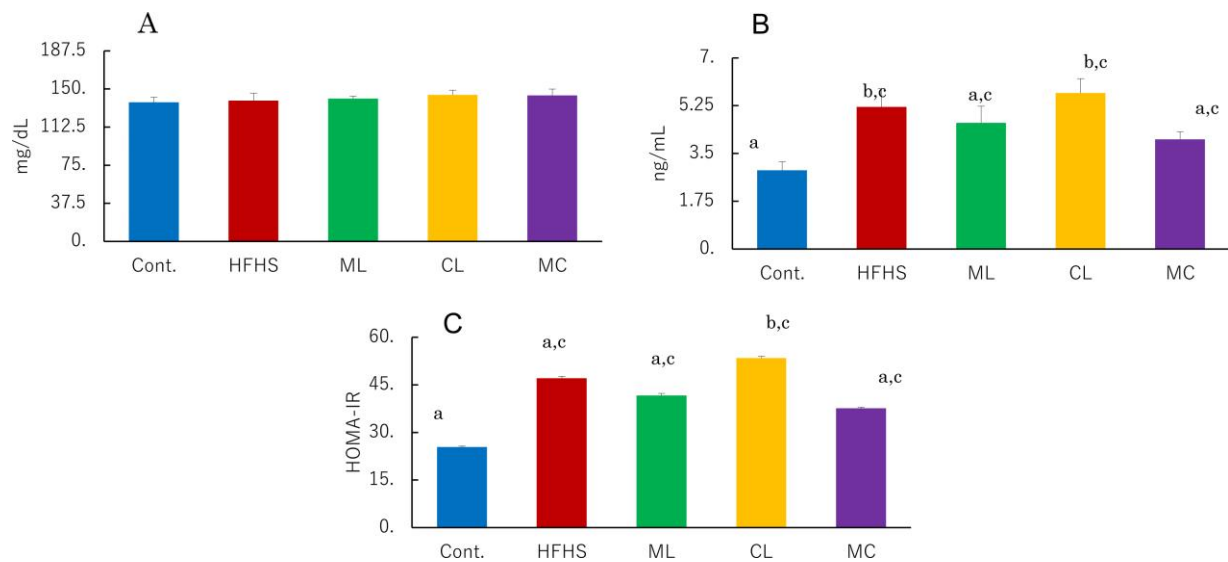 A
187.5
150.
112.5
75.
37.5
0.
mg/dL
Cont. HFHS ML CL MC
B
7.
5.25
3.5
1.75
0.
ng/mL
a
b,c
a,c
b,c
a,c
Cont. HFHS ML CL MC
C
60.
45.
30.
15.
0.
HOMA-IR
a
a,c
a,c
b,c
a,c
Cont. HFHS ML CL MC